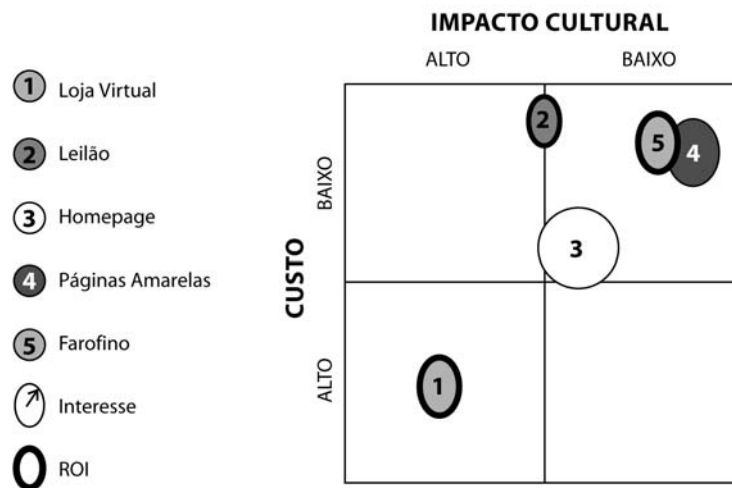 IMPACTO CULTURAL
ALTO
BAIXO
1 Loja Virtual
2 Leilão
3 Homepage
4 Páginas Amarelas
5 Farofino
Interesse
ROI
CUSTO
BAIXO
ALTO
2
5
4
3
1